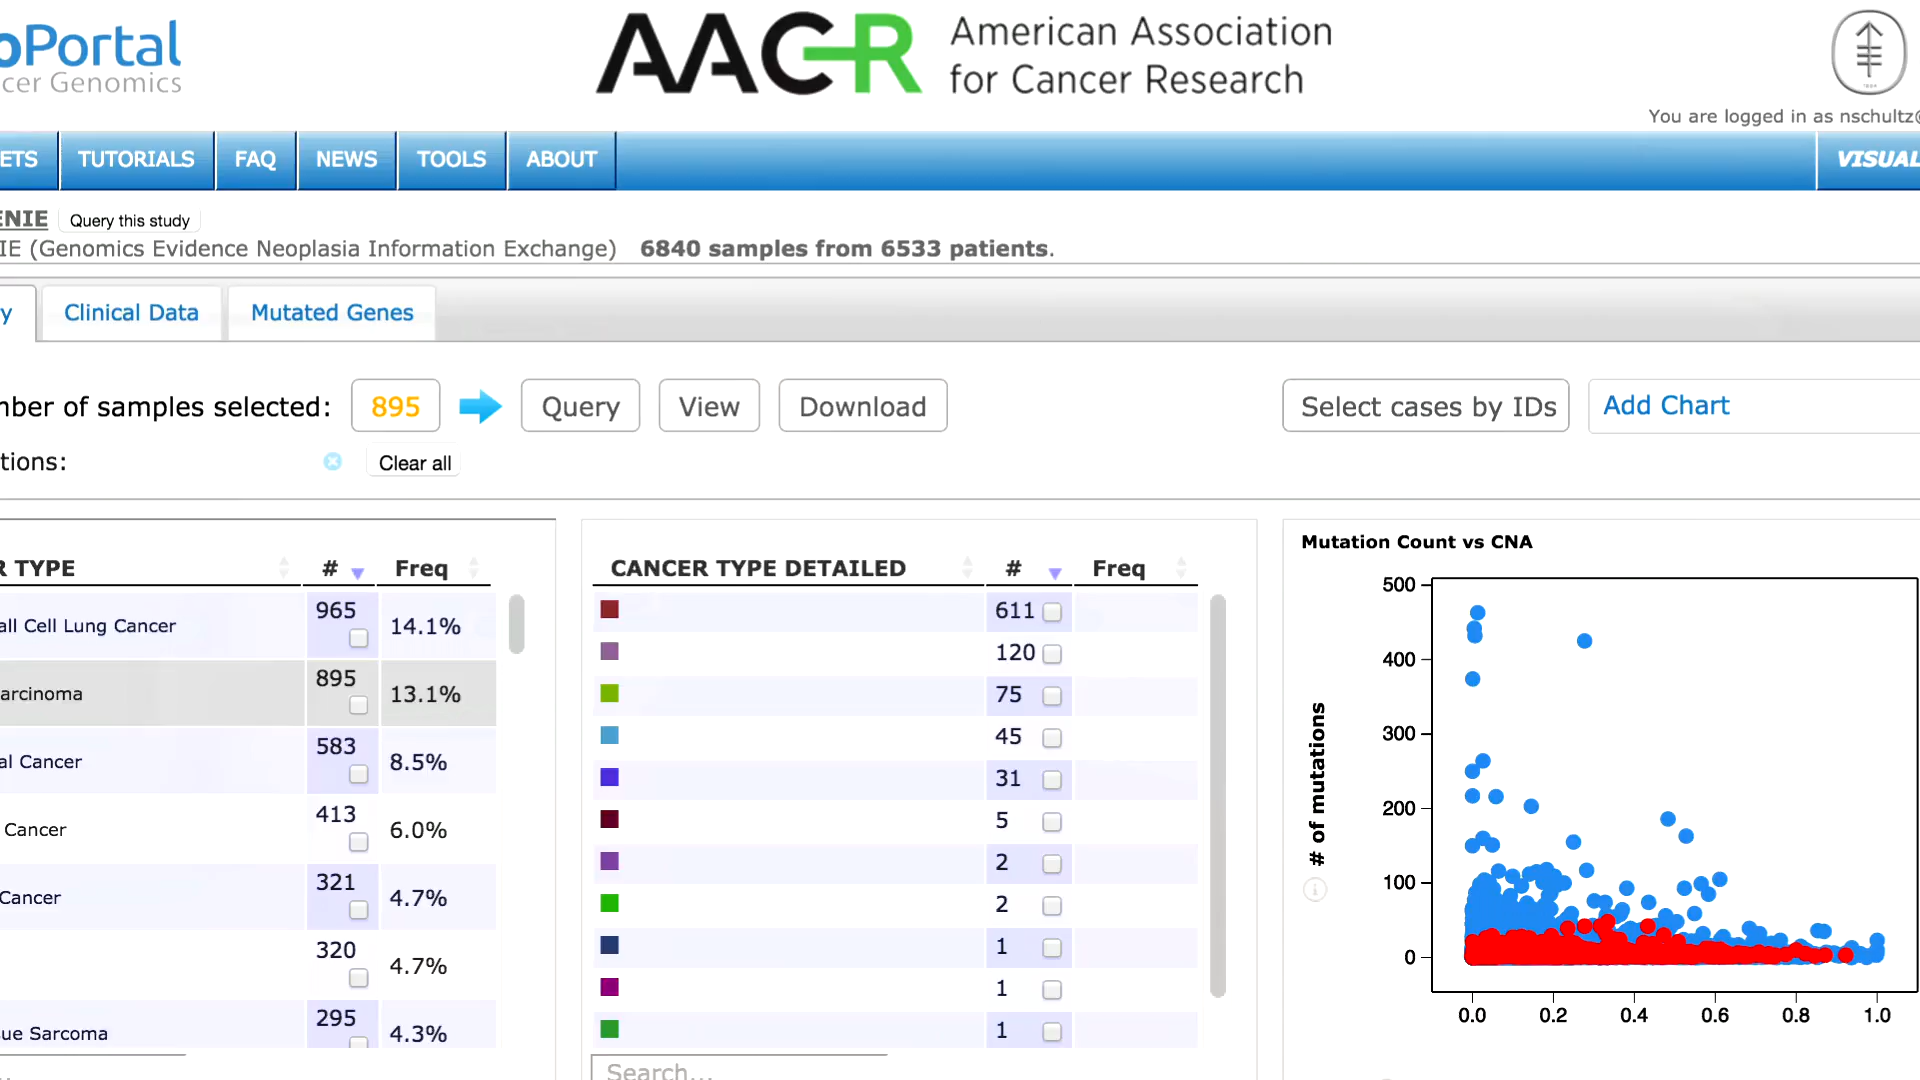 oPortal
cer Genomics
AACR
American Association
for Cancer Research
You are logged in as nschultz@
ETS
TUTORIALS
FAQ
NEWS
TOOLS
ABOUT
VISUAL
ENIE
Query this study
IE (Genomics Evidence Neoplasia Information Exchange) 6840 samples from 6533 patients.
y
Clinical Data
Mutated Genes
mber of samples selected:
895
Query
View
Download
Select cases by IDs
Add Chart
tions:
Clear all
R TYPE # Freq
all Cell Lung Cancer 965 14.1%
arcinoma 895 13.1%
al Cancer 583 8.5%
Cancer 413 6.0%
Cancer 321 4.7%
320 4.7%
ue Sarcoma 295 4.3%
CANCER TYPE DETAILED # Freq
611
120
75
45
31
5
2
2
1
1
1
Search...
Mutation Count vs CNA
# of mutations
500
400
300
200
100
0
0.0 0.2 0.4 0.6 0.8 1.0